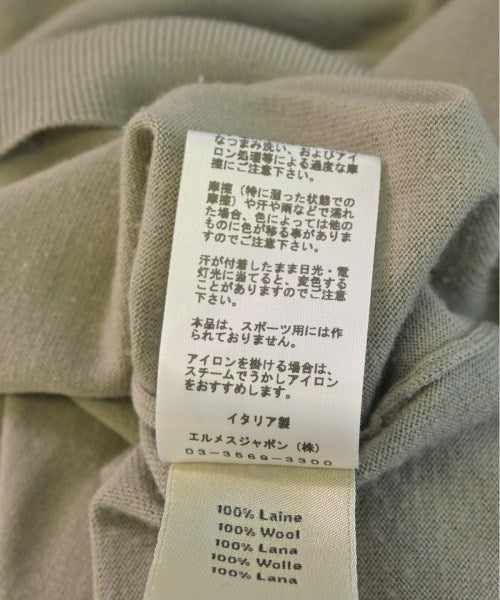 なつまみ洗い、およびアイ
ロン処理等による過度な摩
擦にご注意下さい。
摩擦（特に湿った状態での
摩擦）や汗や雨などで濡れ
た場合、色によっては他の
ものに色が移る事がありま
すのでご注意下さい。
汗が付着したまま日光・電
灯光に当てると、変色する
ことがありますのでご注意
下さい。
本品は、スポーツ用には作
られておりません。
アイロンを掛ける場合は、
スチームでうかしアイロン
をおすすめします。
イタリア製
エルメスジャポン（株）
03-3569-3300
100% Laine
100% Wool
100% Lana
100% Wolle
100% Lana